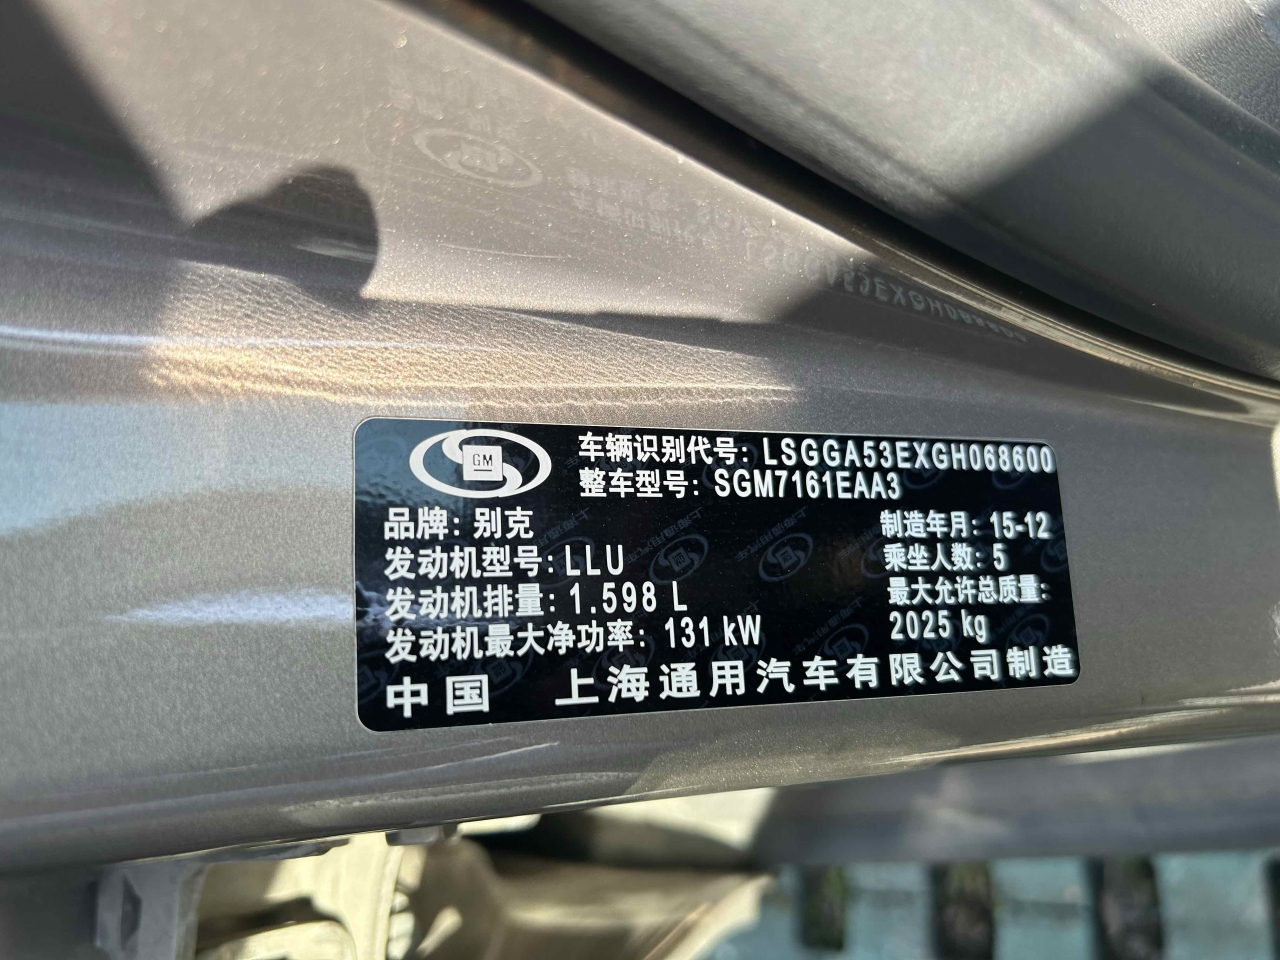 GM
车辆识别代号: LSGGA53EXGH068600
整车型号: SGM7161EAA3
品牌: 别克
制造年月: 15-12
发动机型号: LLU
乘坐人数: 5
发动机排量: 1.598 L
最大允许总质量:
2025 kg
发动机最大净功率: 131 kW
中国 上海通用汽车有限公司制造